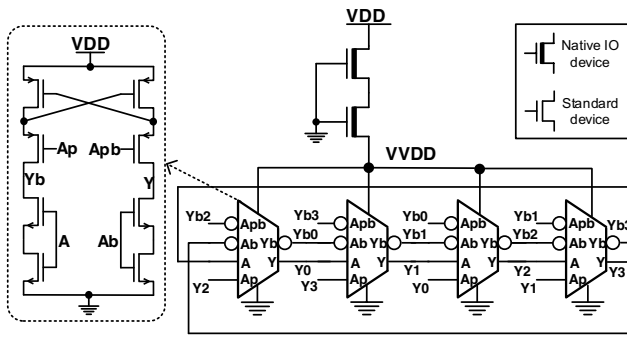 VDD
Ap
Apb
Yb
Y
A
Ab
VDD
VVDD
Native IO
device
Standard
device
Yb2
Apb
Ab
Yb
A
Y
Ap
Y2
Yb0
Y0
Yb3
Apb
Ab
Yb
A
Y
Ap
Y3
Yb1
Y1
Yb0
Apb
Ab
Yb
A
Y
Ap
Y0
Yb2
Y2
Yb1
Apb
Ab
Yb
A
Y
Ap
Y1
Yb3
Y3